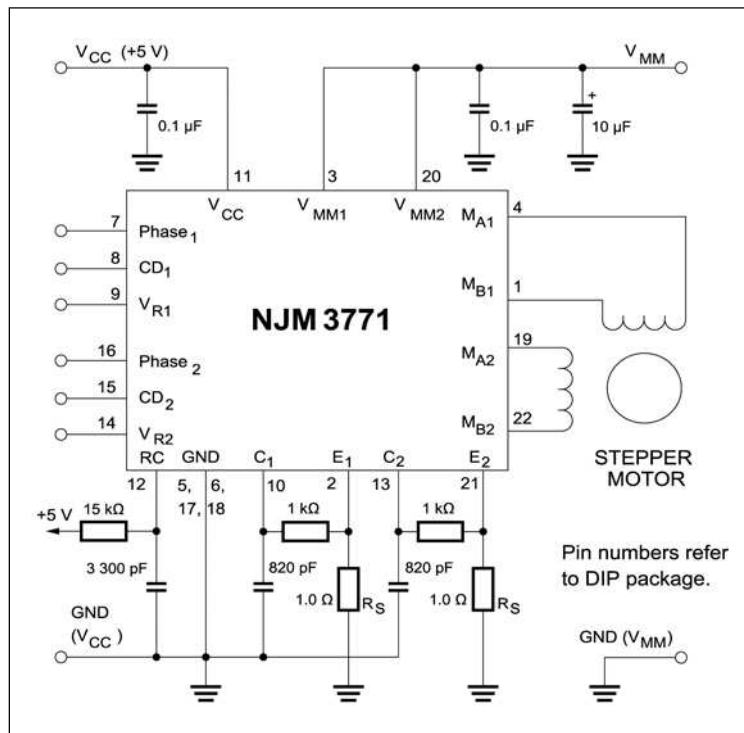 V_CC (+5 V)
V_MM
0.1 µF
0.1 µF
+
10 µF
11
3
20
V_CC
V_MM1
V_MM2
7
Phase_1
8
CD_1
9
V_R1
16
Phase_2
15
CD_2
14
V_R2
NJM 3771
M_A1
4
M_B1
1
M_A2
19
M_B2
22
STEPPER
MOTOR
RC
GND
C_1
E_1
C_2
E_2
12
5,
6,
17, 18
10
2
13
21
+5 V
15 kΩ
1 kΩ
1 kΩ
3 300 pF
820 pF
820 pF
1.0 Ω
R_S
1.0 Ω
R_S
Pin numbers refer
to DIP package.
GND
(V_CC)
GND (V_MM)